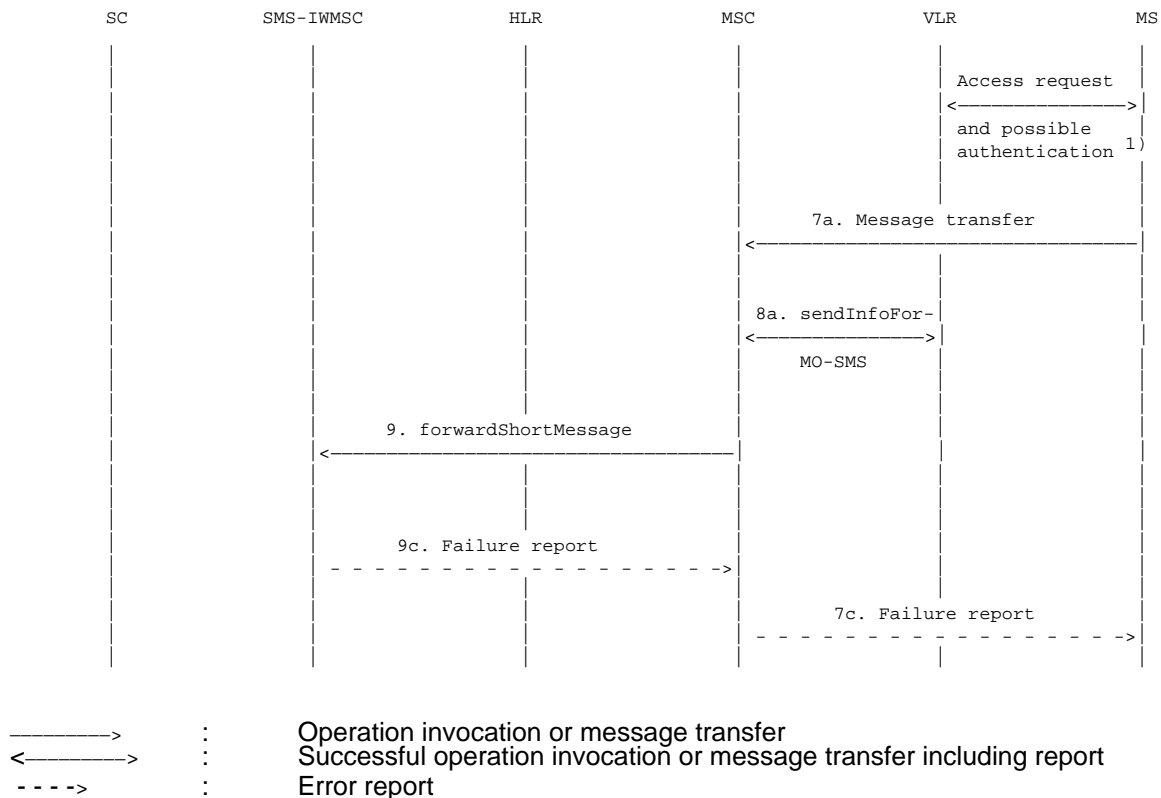 SC SMS-IWMSC HLR MSC VLR MS
Access request
and possible
authentication 1)
7a. Message transfer
8a. sendInfoFor-
MO-SMS
9. forwardShortMessage
9c. Failure report
7c. Failure report
: Operation invocation or message transfer
: Successful operation invocation or message transfer including report
: Error report